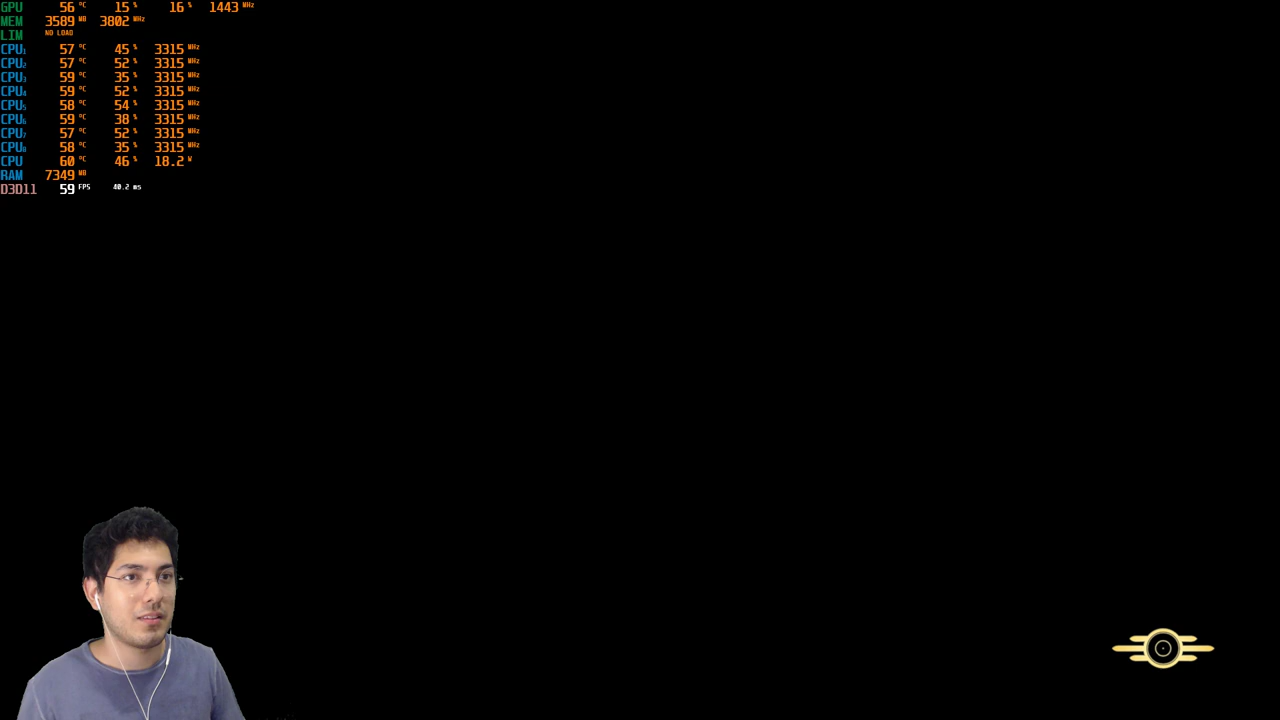 GPU 56 °C 15 % 16 % 1443 MHz
MEM 3589 MB 3802 MHz
LIM NO LOAD
CPU1 57 °C 45 % 3315 MHz
CPU2 57 °C 52 % 3315 MHz
CPU3 59 °C 35 % 3315 MHz
CPU4 59 °C 52 % 3315 MHz
CPU5 58 °C 54 % 3315 MHz
CPU6 59 °C 38 % 3315 MHz
CPU7 57 °C 52 % 3315 MHz
CPU8 58 °C 35 % 3315 MHz
CPU 60 °C 46 % 18.2 W
RAM 7349 MB
D3D11 59 FPS 40.2 ms